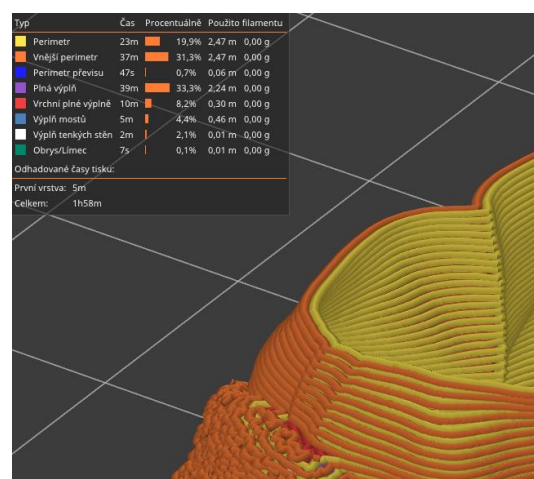 Typ Čas Procentuálně Použito filamentu
Perimetr 23m 19,9% 2,47 m 0,00 g
Vnější perimetr 37m 31,3% 2,47 m 0,00 g
Perimetr převisu 47s 0,7% 0,06 m 0,00 g
Plná výplň 39m 33,3% 2,24 m 0,00 g
Vrchní plné výplně 10m 8,2% 0,30 m 0,00 g
Výplň mostů 5m 4,4% 0,46 m 0,00 g
Výplň tenkých stěn 2m 2,1% 0,01 m 0,00 g
Obrys/Límec 7s 0,1% 0,01 m 0,00 g
Odhadované časy tisku:
První vrstva: 5m
Celkem: 1h58m